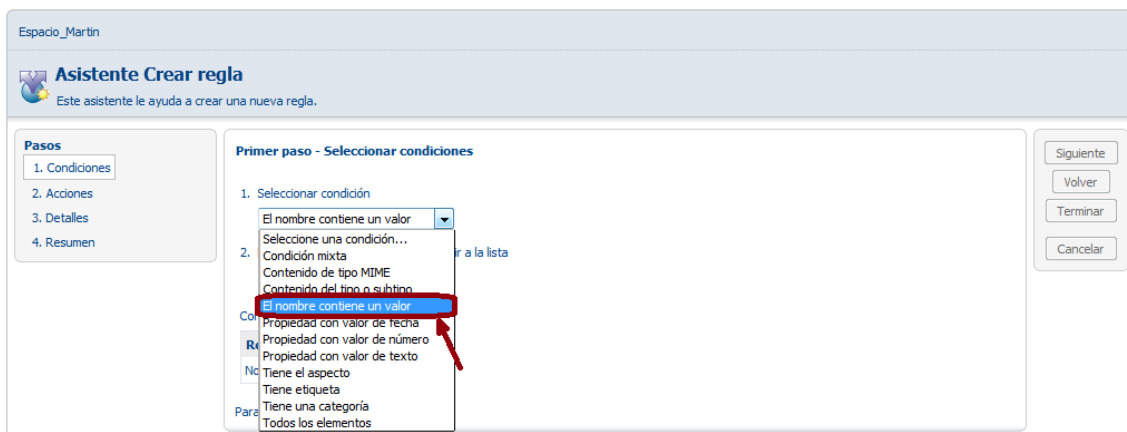 Espacio_Martin
Asistente Crear regla
Este asistente le ayuda a crear una nueva regla.
Pasos
1. Condiciones
2. Acciones
3. Detalles
4. Resumen
Primer paso - Seleccionar condiciones
1. Seleccionar condición
El nombre contiene un valor
Seleccione una condición...
2. ir a la lista
Condición mixta
Contenido de tipo MIME
Contenido del tipo o subtipo
El nombre contiene un valor
Propiedad con valor de fecha
Propiedad con valor de número
Propiedad con valor de texto
Tiene el aspecto
Tiene etiqueta
Tiene una categoría
Todos los elementos
Co
Re
No
Para
Siguiente
Volver
Terminar
Cancelar